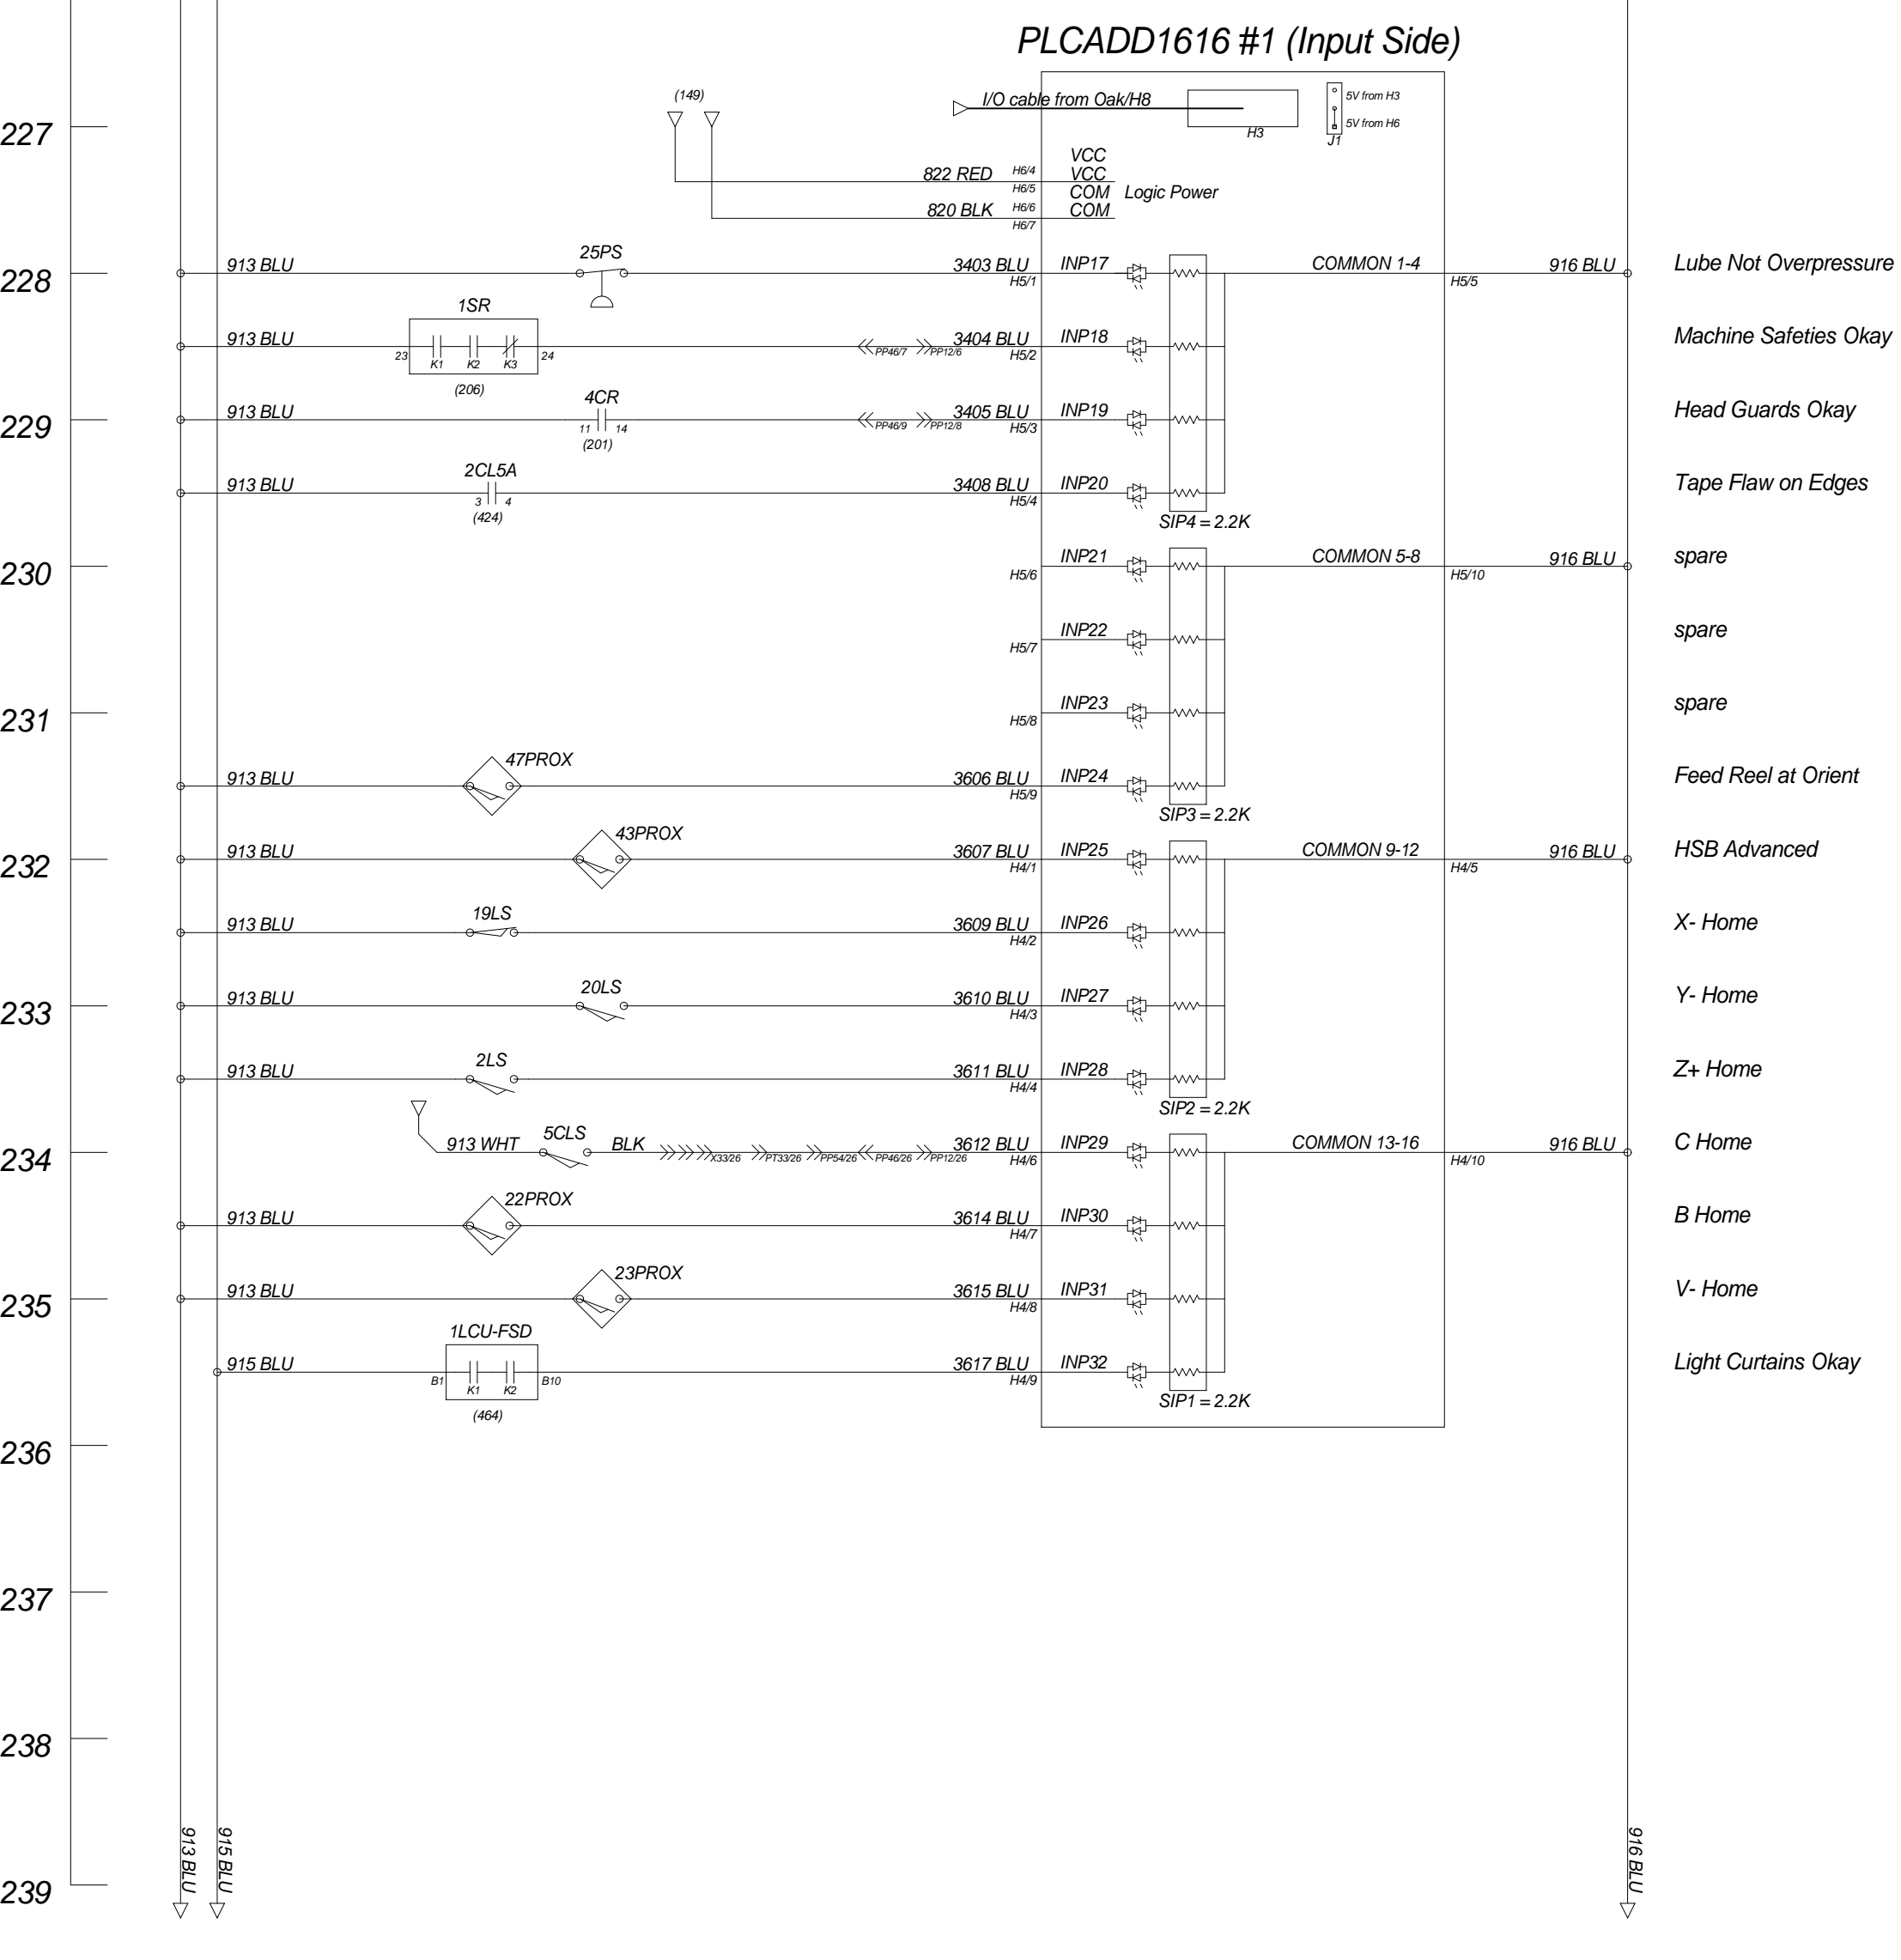 PLCADD1616 #1 (Input Side)
(149)
I/O cable from Oak/H8
H3
5V from H3
5V from H6
J1
227
VCC
822 RED H6/4 VCC
H6/5 COM Logic Power
820 BLK H6/6 COM
H6/7
228
913 BLU 25PS 3403 BLU H5/1 INP17 COMMON 1-4 H5/5 916 BLU Lube Not Overpressure
1SR
913 BLU 23 K1 K2 K3 24 PP46/7 PP12/6 3404 BLU H5/2 INP18 Machine Safeties Okay
(206)
229
4CR
913 BLU 11 14 PP46/9 PP12/8 3405 BLU H5/3 INP19 Head Guards Okay
(201)
2CL5A
913 BLU 3 4 3408 BLU H5/4 INP20 Tape Flaw on Edges
(424)
SIP4 = 2.2K
230
H5/6 INP21 COMMON 5-8 H5/10 916 BLU spare
H5/7 INP22 spare
231
H5/8 INP23 spare
47PROX
913 BLU 3606 BLU H5/9 INP24 Feed Reel at Orient
SIP3 = 2.2K
232
43PROX
913 BLU 3607 BLU H4/1 INP25 COMMON 9-12 H4/5 916 BLU HSB Advanced
19LS
913 BLU 3609 BLU H4/2 INP26 X- Home
233
20LS
913 BLU 3610 BLU H4/3 INP27 Y- Home
2LS
913 BLU 3611 BLU H4/4 INP28 Z+ Home
SIP2 = 2.2K
234
913 WHT 5CLS BLK X33/26 PT33/26 PP54/26 PP46/26 PP12/26 3612 BLU H4/6 INP29 COMMON 13-16 H4/10 916 BLU C Home
22PROX
913 BLU 3614 BLU H4/7 INP30 B Home
235
23PROX
913 BLU 3615 BLU H4/8 INP31 V- Home
1LCU-FSD
915 BLU B1 K1 K2 B10 3617 BLU H4/9 INP32 Light Curtains Okay
(464)
SIP1 = 2.2K
236
237
238
239
913 BLU
915 BLU
916 BLU